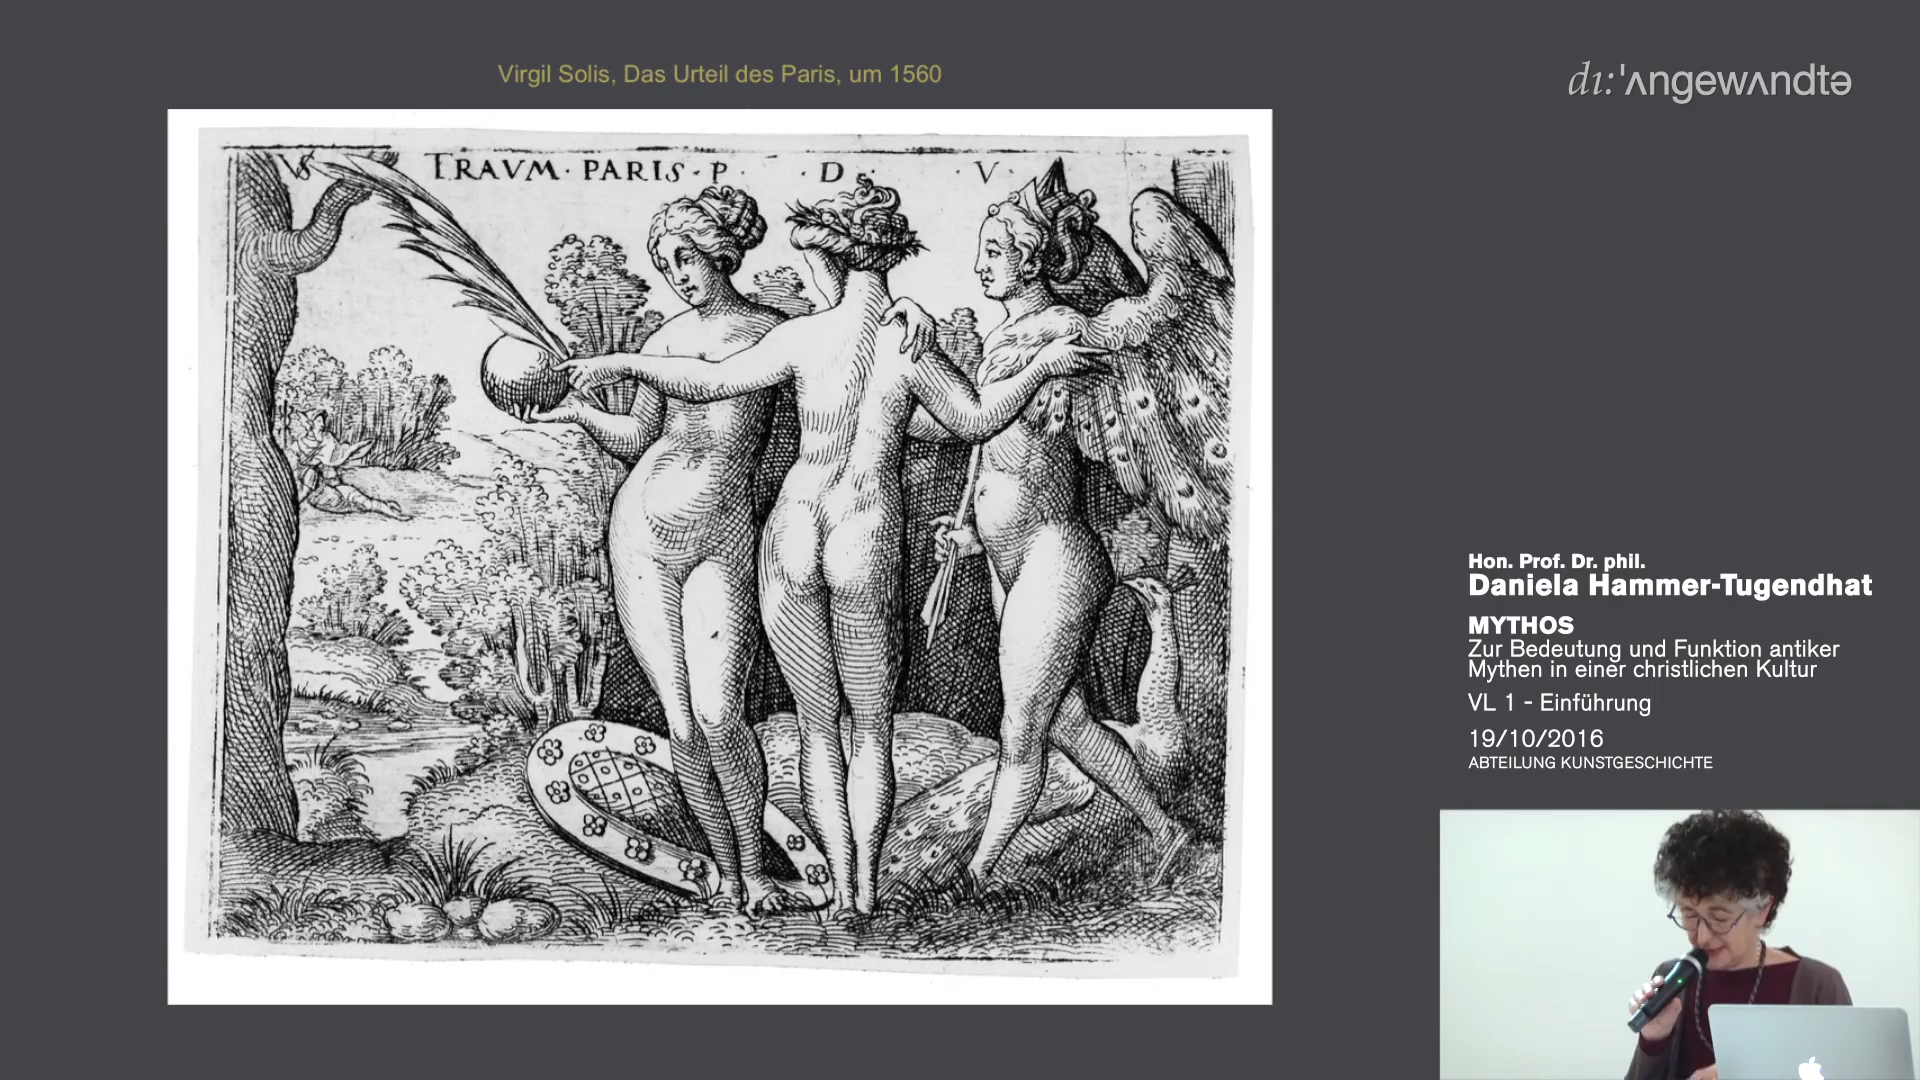 Virgil Solis, Das Urteil des Paris, um 1560
dı:'ʌngewʌndtə
VS TRAVM · PARIS · P · · D · · V ·
Hon. Prof. Dr. phil.
Daniela Hammer-Tugendhat
MYTHOS
Zur Bedeutung und Funktion antiker
Mythen in einer christlichen Kultur
VL 1 - Einführung
19/10/2016
ABTEILUNG KUNSTGESCHICHTE